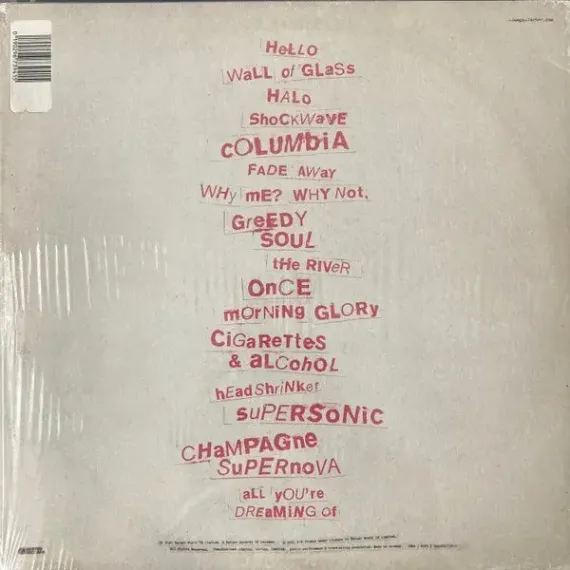 HeLLO
WaLL of GLaSs
HALo
ShoCKWaVE
COLUMbiA
FADE AWay
WHy mE? WHY Not.
GreEDY
SOUL
tHe RIVeR
OnCE
mOrNiNg GLORy
CiGaReTTeS
& aLCohOL
hEadShriNKer
SuPERSoNiC
CHaMPAGne
SuPERnoVA
aLL yOU're
DREaMiNG Of